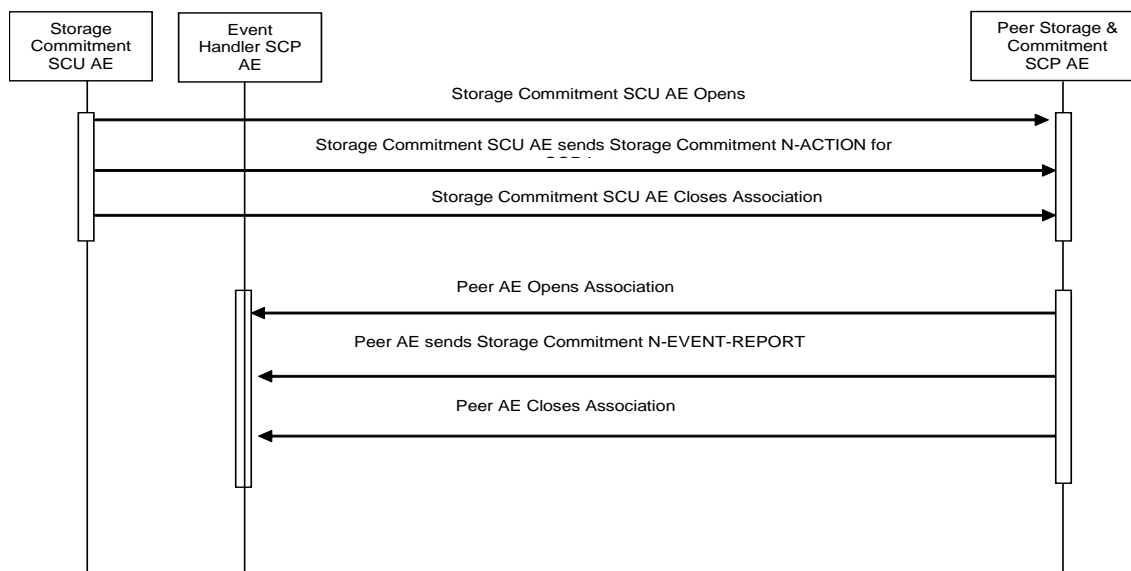 Storage
Commitment
SCU AE
Event
Handler SCP
AE
Peer Storage &
Commitment
SCP AE
Storage Commitment SCU AE Opens
Storage Commitment SCU AE sends Storage Commitment N-ACTION for
Storage Commitment SCU AE Closes Association
Peer AE Opens Association
Peer AE sends Storage Commitment N-EVENT-REPORT
Peer AE Closes Association